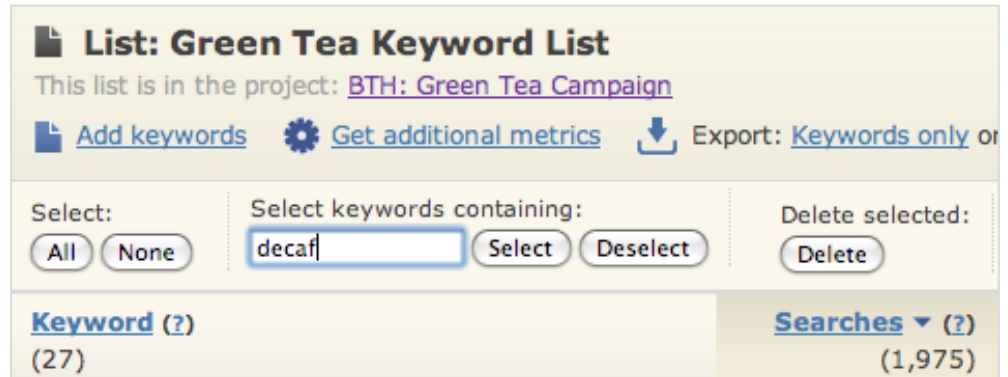 List: Green Tea Keyword List
This list is in the project: BTH: Green Tea Campaign
Add keywords Get additional metrics Export: Keywords only or
Select: Select keywords containing: Delete selected:
All None decaf Select Deselect Delete
Keyword (?) Searches (?)
(27) (1,975)